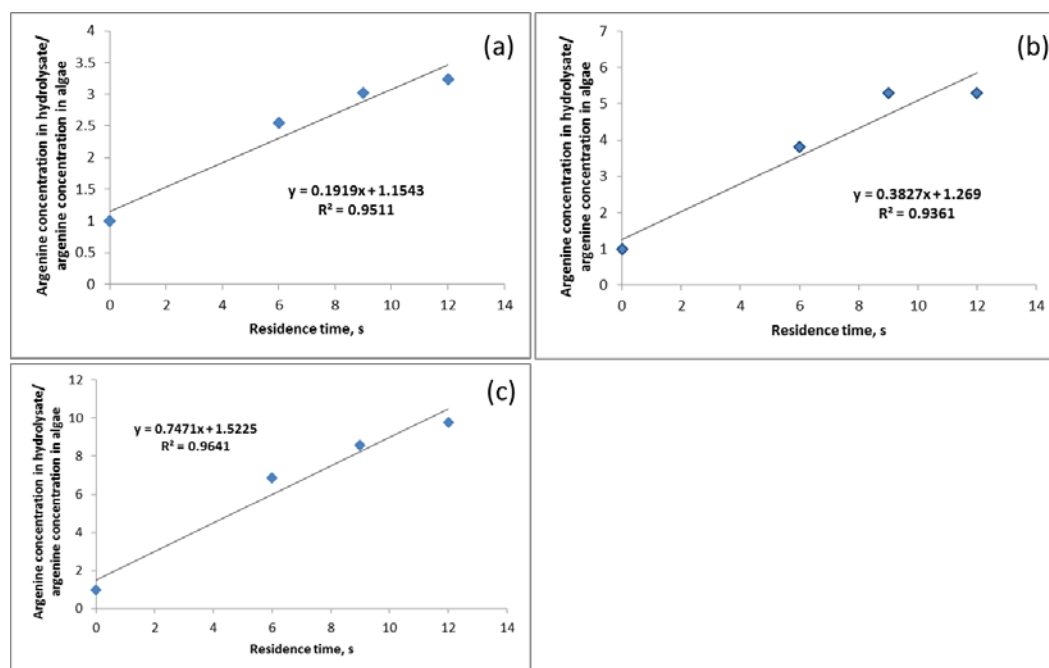 (a)
Argenine concentration in hydrolysate/
argenine concentration in algae
4
3.5
3
2.5
2
1.5
1
0.5
0
y = 0.1919x + 1.1543
R² = 0.9511
0 2 4 6 8 10 12 14
Residence time, s
(b)
Argenine concentration in hydrolysate/
argenine concentration in algae
7
6
5
4
3
2
1
0
y = 0.3827x + 1.269
R² = 0.9361
0 2 4 6 8 10 12 14
Residence time, s
(c)
Argenine concentration in hydrolysate/
argenine concentration in algae
12
10
8
6
4
2
0
y = 0.7471x + 1.5225
R² = 0.9641
0 2 4 6 8 10 12 14
Residence time, s